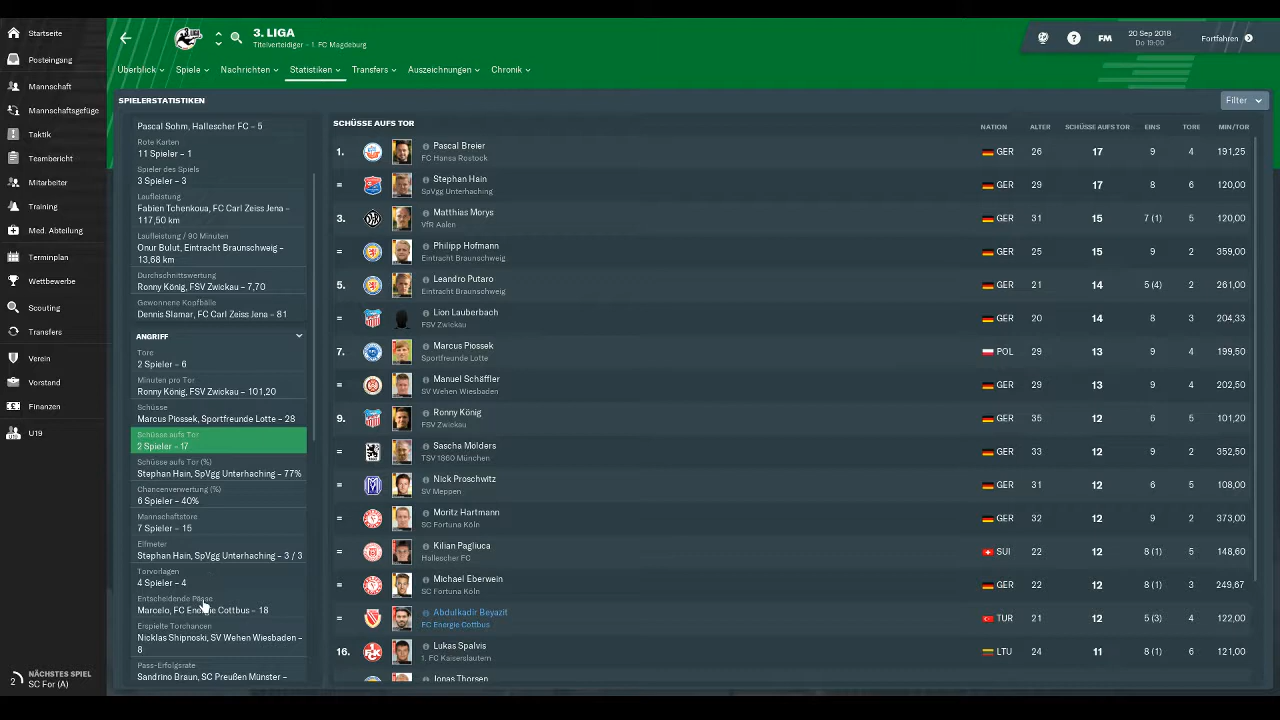 Startseite
Posteingang
Mannschaft
Mannschaftsgefüge
Taktik
Teambericht
Mitarbeiter
Training
Med. Abteilung
Terminplan
Wettbewerbe
Scouting
Transfers
Verein
Vorstand
Finanzen
U19
NÄCHSTES SPIEL
SC For (A)
3. LIGA
Titelverteidiger – 1. FC Magdeburg
20 Sep 2018
Do 19:00
FM
Fortfahren
Überblick
Spiele
Nachrichten
Statistiken
Transfers
Auszeichnungen
Chronik
SPIELERSTATISTIKEN
Filter
Pascal Sohm, Hallescher FC – 5
Rote Karten
11 Spieler – 1
Spieler des Spiels
3 Spieler – 3
Laufleistung
Fabien Tchenkoua, FC Carl Zeiss Jena –
117,50 km
Laufleistung / 90 Minuten
Onur Bulut, Eintracht Braunschweig –
13,68 km
Durchschnittswertung
Ronny König, FSV Zwickau – 7,70
Gewonnene Kopfbälle
Dennis Slamar, FC Carl Zeiss Jena – 81
ANGRIFF
Tore
2 Spieler – 6
Minuten pro Tor
Ronny König, FSV Zwickau – 101,20
Schüsse
Marcus Piossek, Sportfreunde Lotte – 28
Schüsse aufs Tor
2 Spieler – 17
Schüsse aufs Tor (%)
Stephan Hain, SpVgg Unterhaching – 77%
Chancenverwertung (%)
6 Spieler – 40%
Mannschaftstore
7 Spieler – 15
Elfmeter
Stephan Hain, SpVgg Unterhaching – 3 / 3
Torvorlagen
4 Spieler – 4
Entscheidende Pässe
Marcelo, FC Energie Cottbus – 18
Erspielte Torchancen
Nicklas Shipnoski, SV Wehen Wiesbaden –
8
Pass-Erfolgsrate
Sandrino Braun, SC Preußen Münster –
SCHÜSSE AUFS TOR NATION ALTER SCHÜSSE AUFS TOR EINS TORE MIN/TOR
1. Pascal Breier GER 26 17 9 4 191,25
FC Hansa Rostock
= Stephan Hain GER 29 17 8 6 120,00
SpVgg Unterhaching
3. Matthias Morys GER 31 15 7 (1) 5 120,00
VfR Aalen
= Philipp Hofmann GER 25 15 9 2 359,00
Eintracht Braunschweig
5. Leandro Putaro GER 21 14 5 (4) 2 261,00
Eintracht Braunschweig
= Lion Lauberbach GER 20 14 8 3 204,33
FSV Zwickau
7. Marcus Piossek POL 29 13 9 4 199,50
Sportfreunde Lotte
= Manuel Schäffler GER 29 13 9 4 202,50
SV Wehen Wiesbaden
9. Ronny König GER 35 12 6 5 101,20
FSV Zwickau
= Sascha Mölders GER 33 12 9 2 352,50
TSV 1860 München
= Nick Proschwitz GER 31 12 6 5 108,00
SV Meppen
= Moritz Hartmann GER 32 12 9 2 373,00
SC Fortuna Köln
= Kilian Pagliuca SUI 22 12 8 (1) 5 148,60
Hallescher FC
= Michael Eberwein GER 22 12 8 (1) 3 249,67
SC Fortuna Köln
= Abdulkadir Beyazit TUR 21 12 5 (3) 4 122,00
FC Energie Cottbus
16. Lukas Spalvis LTU 24 11 8 (1) 6 121,00
1. FC Kaiserslautern
Jonas Thorsen